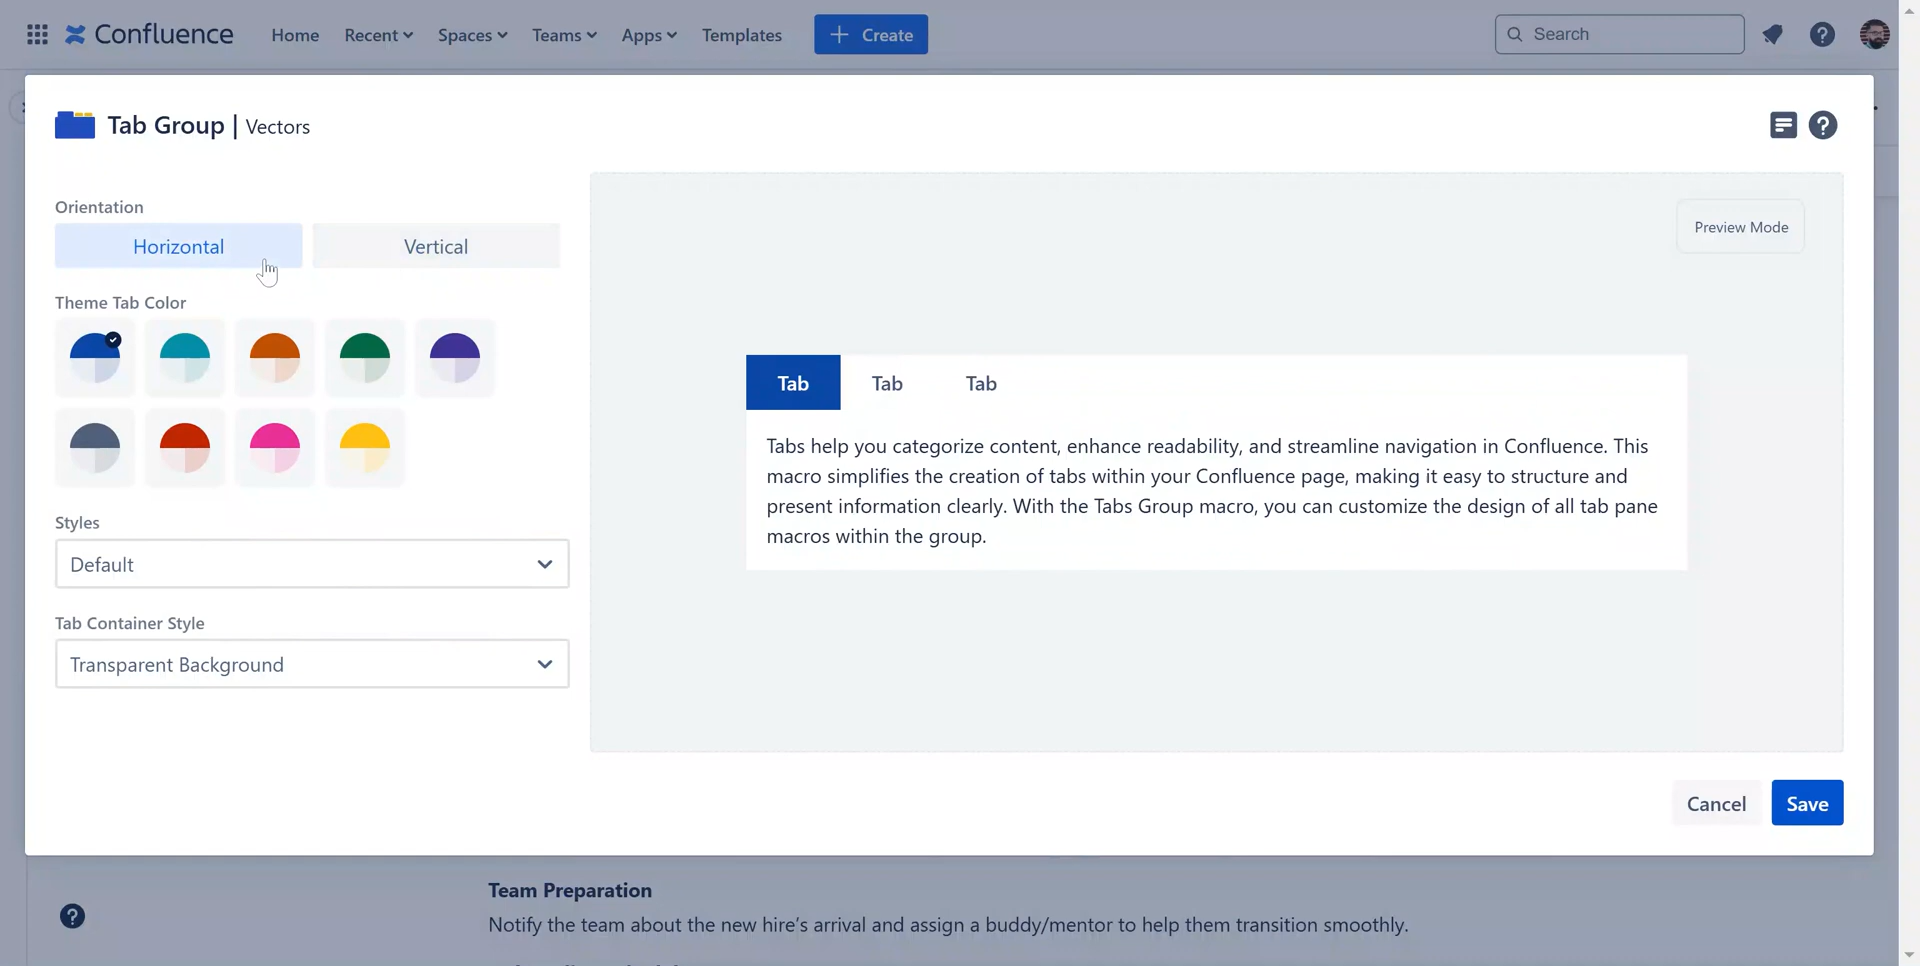 Confluence
Home
Recent
Spaces
Teams
Apps
Templates
Create
Search
Tab Group | Vectors
Orientation
Horizontal
Vertical
Theme Tab Color
Styles
Default
Tab Container Style
Transparent Background
Preview Mode
Tab
Tab
Tab
Tabs help you categorize content, enhance readability, and streamline navigation in Confluence. This
macro simplifies the creation of tabs within your Confluence page, making it easy to structure and
present information clearly. With the Tabs Group macro, you can customize the design of all tab pane
macros within the group.
Cancel
Save
Team Preparation
Notify the team about the new hire's arrival and assign a buddy/mentor to help them transition smoothly.